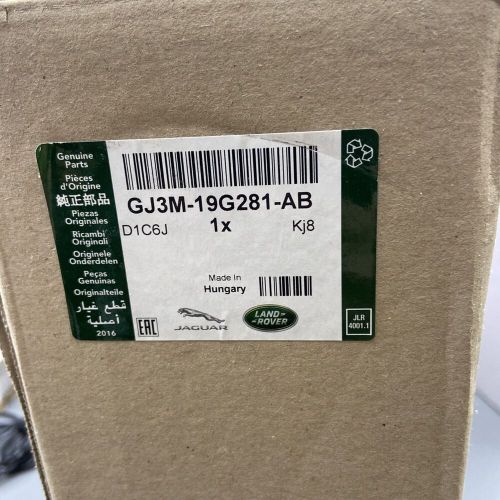 Genuine
Parts
Pièces
d'Origine
純正部品
Piezas
Originales
Ricambi
Originali
Originele
Onderdelen
Peças
Genuinas
Originalteile
قطع غيار
أصلية
2016
GJ3M-19G281-AB
D1C6J 1x Kj8
Made In
Hungary
EAC
JAGUAR
LAND-
-ROVER
JLR
4001.1